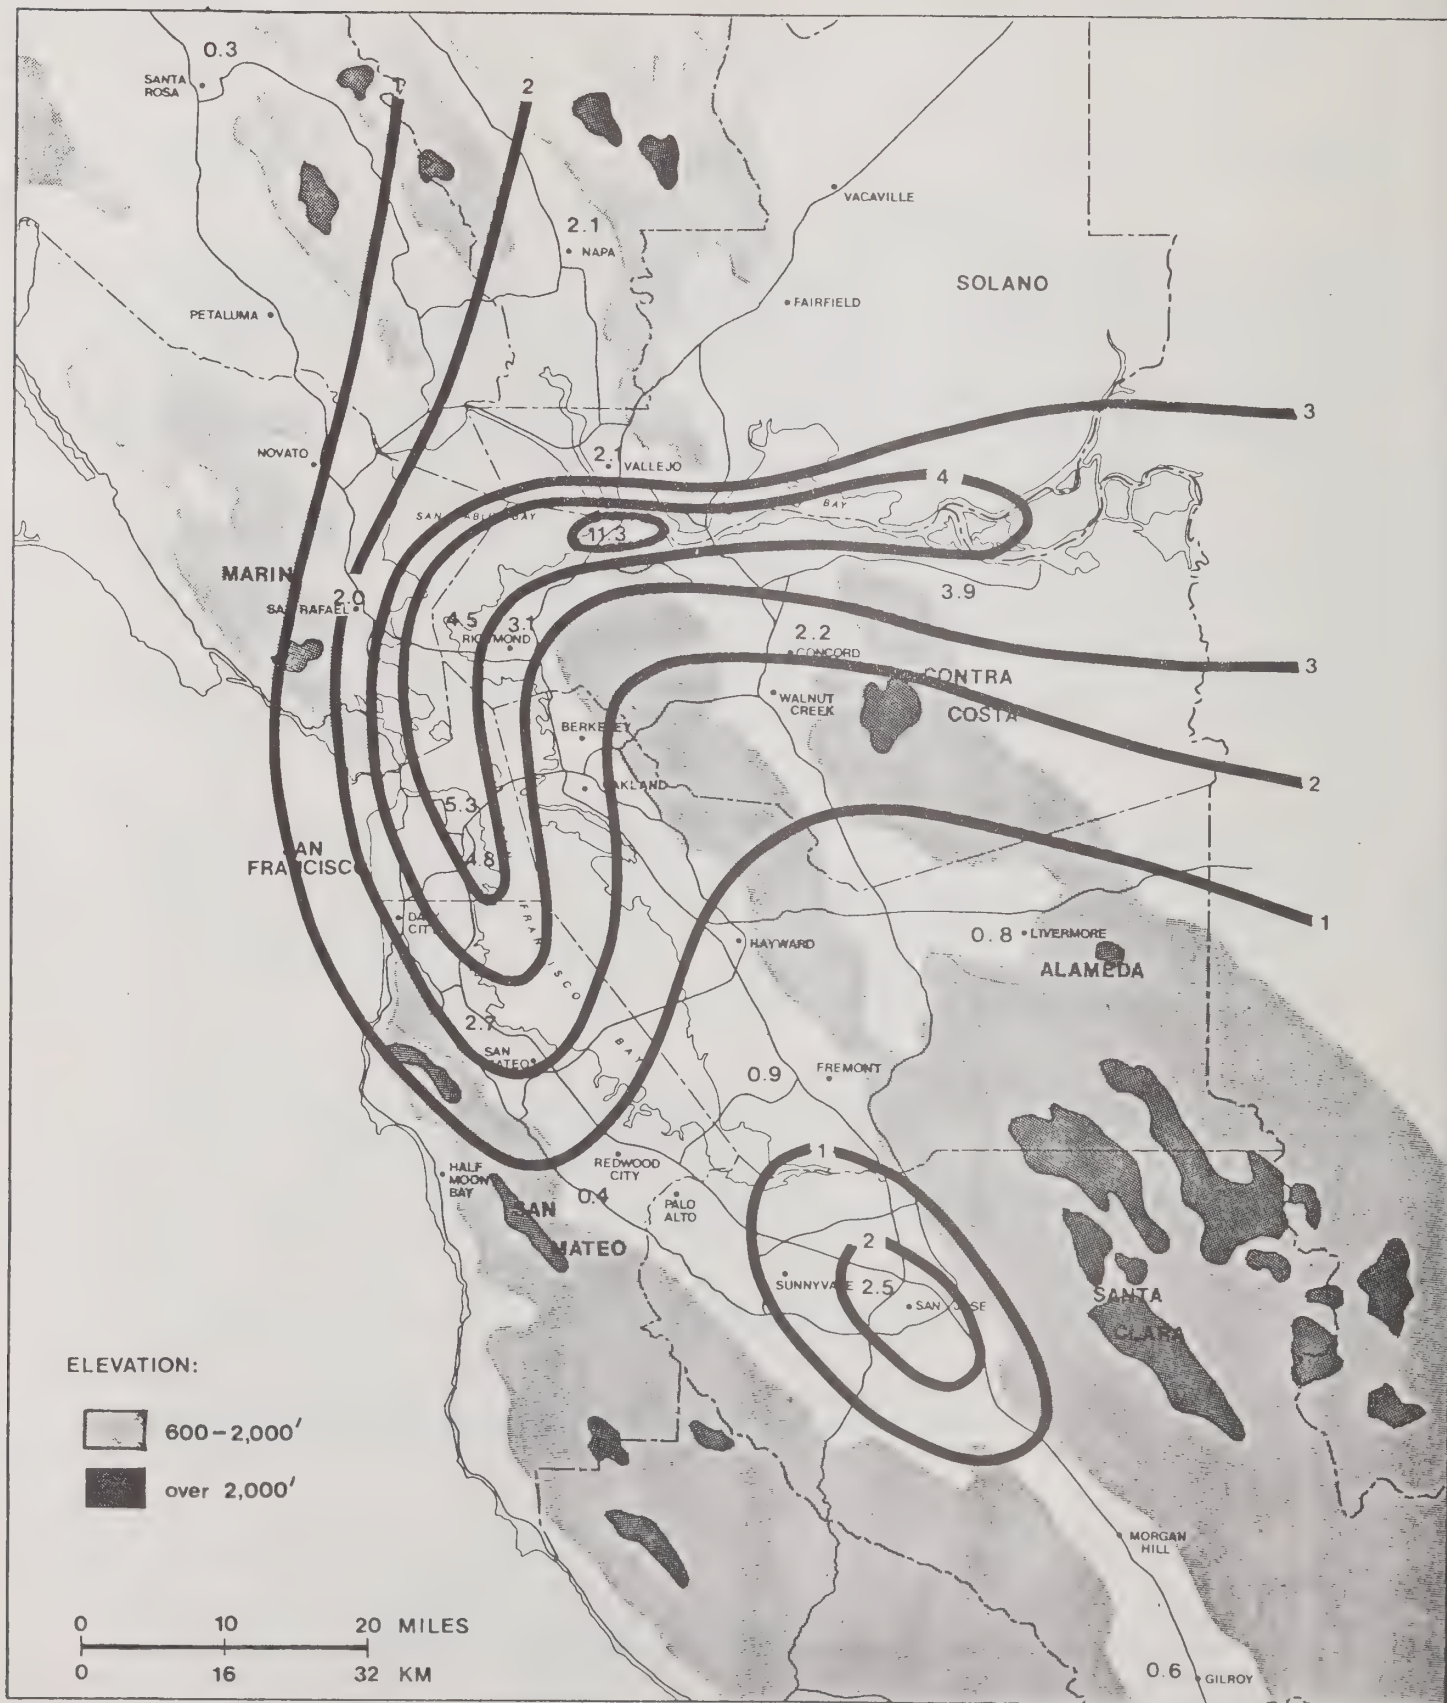 0.3
SANTA
ROSA
1
2
VACAVILLE
2.1
NAPA
SOLANO
FAIRFIELD
PETALUMA
3
NOVATO
2.1
VALLEJO
4
BAY
11.3
MARIN
2.0
SAN RAFAEL
3.9
4.5
3.1
RICHMOND
2.2
CONCORD
3
CONTRA
COSTA
WALNUT
CREEK
BERKELEY
2
OAKLAND
5.3
4.8
SAN
FRANCISCO
DALY
CITY
FRANCISCO
BAY
1
0.8
LIVERMORE
HAYWARD
ALAMEDA
2.7
SAN
MATEO
0.9
FREMONT
1
REDWOOD
CITY
HALF
MOON
BAY
0.4
PALO
ALTO
SAN
MATEO
2
SUNNYVALE
2.5
SAN JOSE
SANTA
CLARA
ELEVATION:
600-2,000'
over 2,000'
MORGAN
HILL
0 10 20 MILES
0 16 32 KM
0.6
GILROY